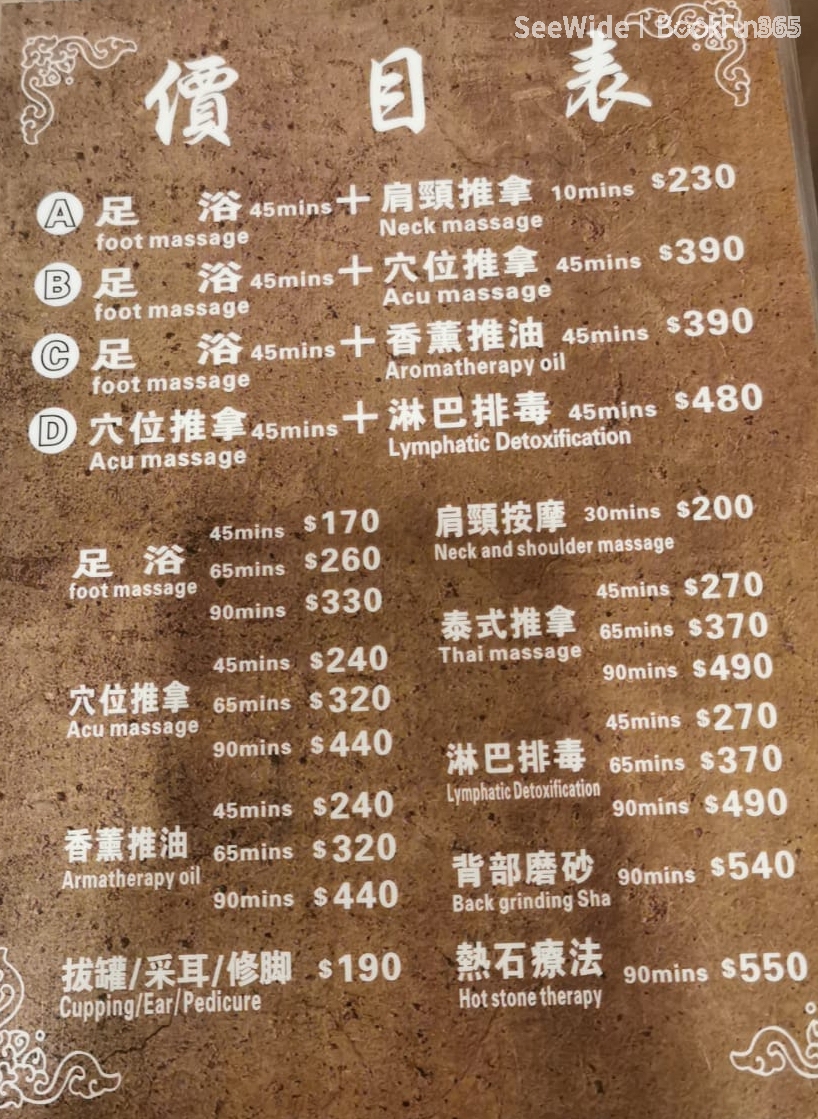 SeeWide | BookFun365
價目表
A 足浴 45mins + 肩頸推拿 10mins $230
foot massage Neck massage
B 足浴 45mins + 穴位推拿 45mins $390
foot massage Acu massage
C 足浴 45mins + 香薰推油 45mins $390
foot massage Aromatherapy oil
D 穴位推拿 45mins + 淋巴排毒 45mins $480
Acu massage Lymphatic Detoxification
45mins $170
足浴 65mins $260
foot massage
90mins $330
45mins $240
穴位推拿 65mins $320
Acu massage
90mins $440
45mins $240
香薰推油 65mins $320
Armatherapy oil
90mins $440
拔罐/采耳/修脚 $190
Cupping/Ear/Pedicure
肩頸按摩 30mins $200
Neck and shoulder massage
45mins $270
泰式推拿 65mins $370
Thai massage
90mins $490
45mins $270
淋巴排毒 65mins $370
Lymphatic Detoxification
90mins $490
背部磨砂 90mins $540
Back grinding Sha
熱石療法 90mins $550
Hot stone therapy